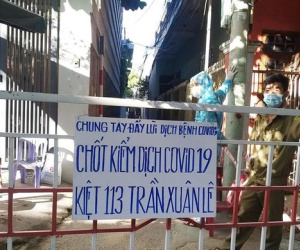 CHUNG TAY ĐẨY LÙI DỊCH BỆNH COVID
CHỐT KIỂM DỊCH COVID 19
KIỆT 113 TRẦN XUÂN LÊ